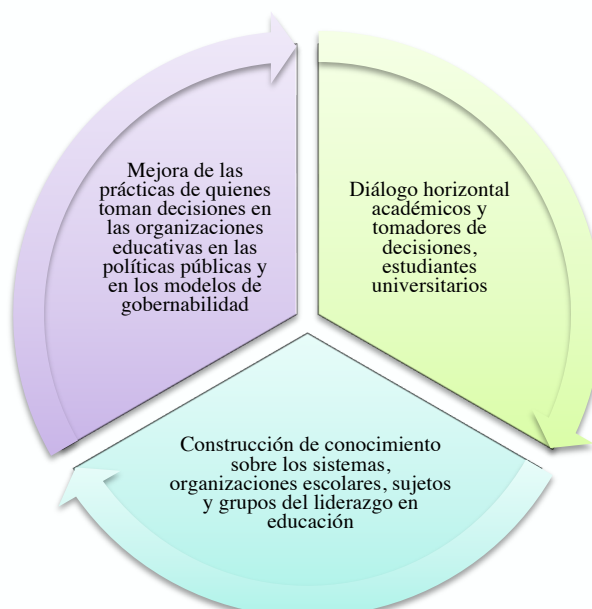 Mejora de las
prácticas de quienes
toman decisiones en
las organizaciones
educativas en las
políticas públicas y
en los modelos de
gobernabilidad
Diálogo horizontal
académicos y
tomadores de
decisiones,
estudiantes
universitarios
Construcción de conocimiento
sobre los sistemas,
organizaciones escolares, sujetos
y grupos del liderazgo en
educación